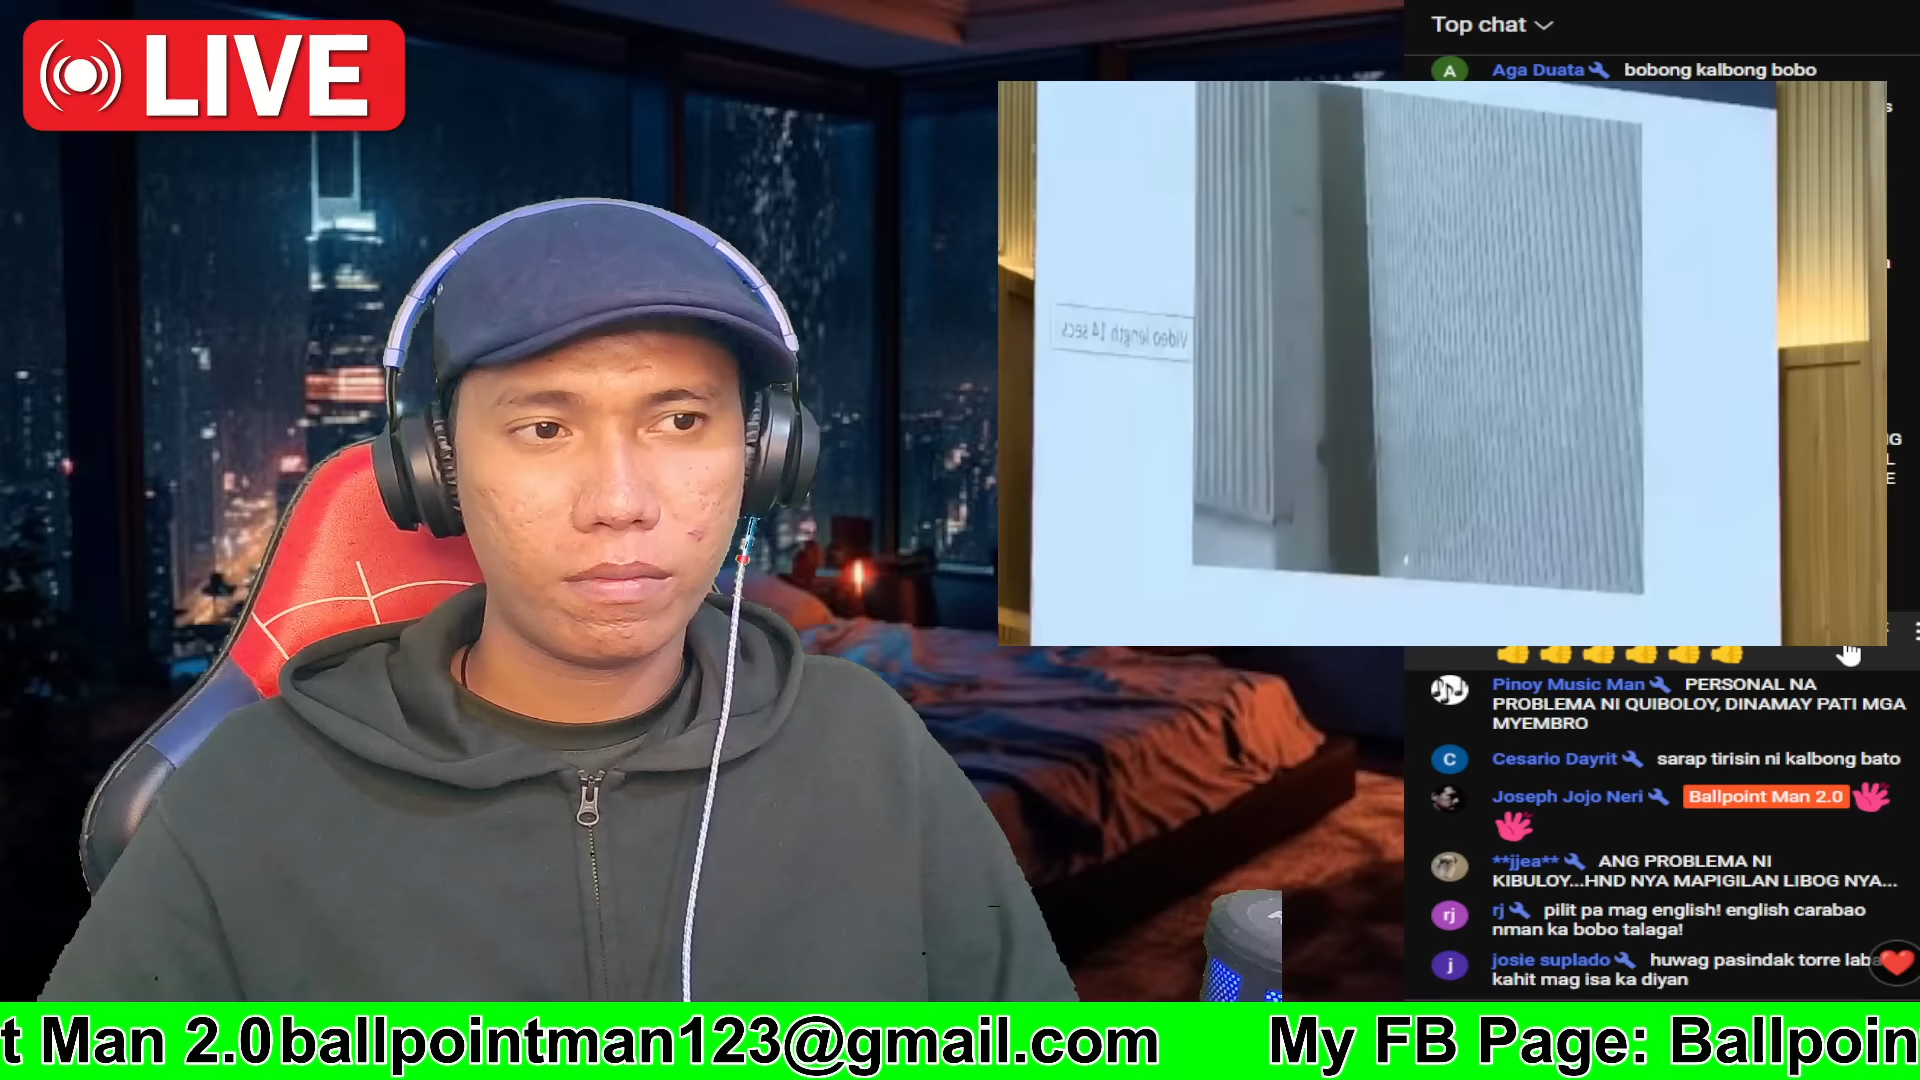 LIVE
Top chat
A Aga Duata bobong kalbong bobo
Video length 14 secs
Pinoy Music Man PERSONAL NA
PROBLEMA NI QUIBOLOY, DINAMAY PATI MGA
MYEMBRO
C Cesario Dayrit sarap tirisin ni kalbong bato
Joseph Jojo Neri Ballpoint Man 2.0
**jjea** ANG PROBLEMA NI
KIBULOY...HND NYA MAPIGILAN LIBOG NYA...
rj rj pilit pa mag english! english carabao
nman ka bobo talaga!
j josie suplado huwag pasindak torre laba
kahit mag isa ka diyan
t Man 2.0 ballpointman123@gmail.com My FB Page: Ballpoin